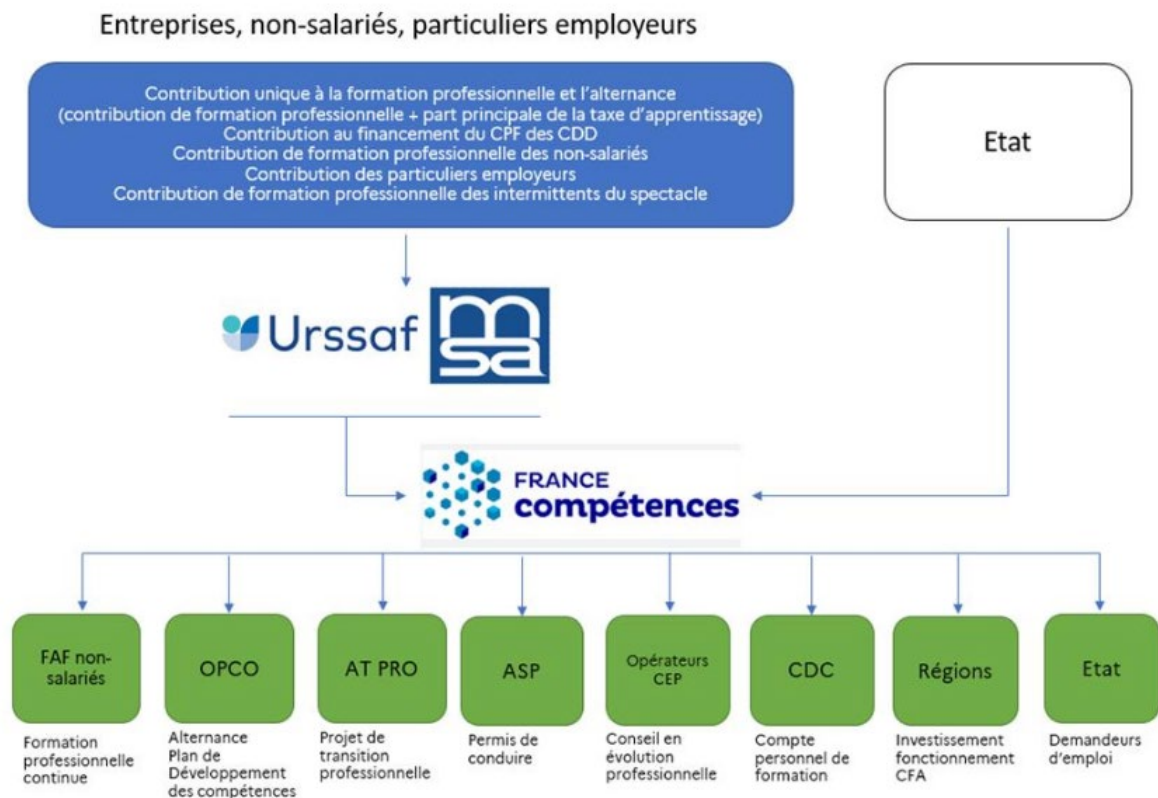 Entreprises, non-salariés, particuliers employeurs
Contribution unique à la formation professionnelle et l'alternance
(contribution de formation professionnelle + part principale de la taxe d'apprentissage)
Contribution au financement du CPF des CDD
Contribution de formation professionnelle des non-salariés
Contribution des particuliers employeurs
Contribution de formation professionnelle des intermittents du spectacle
Etat
Urssaf
msa
FRANCE
compétences
FAF non-
salariés
Formation
professionnelle
continue
OPCO
Alternance
Plan de
Développement
des compétences
AT PRO
Projet de
transition
professionnelle
ASP
Permis de
conduire
Opérateurs
CEP
Conseil en
évolution
professionnelle
CDC
Compte
personnel de
formation
Régions
Investissement
fonctionnement
CFA
Etat
Demandeurs
d'emploi